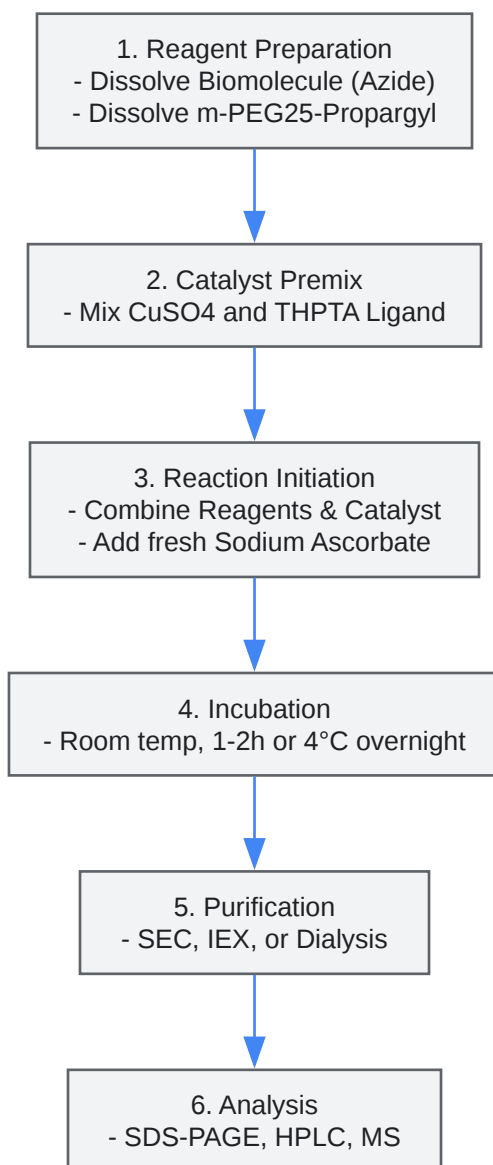 1. Reagent Preparation
- Dissolve Biomolecule (Azide)
- Dissolve m-PEG25-Propargyl
2. Catalyst Premix
- Mix CuSO4 and THPTA Ligand
3. Reaction Initiation
- Combine Reagents & Catalyst
- Add fresh Sodium Ascorbate
4. Incubation
- Room temp, 1-2h or 4°C overnight
5. Purification
- SEC, IEX, or Dialysis
6. Analysis
- SDS-PAGE, HPLC, MS